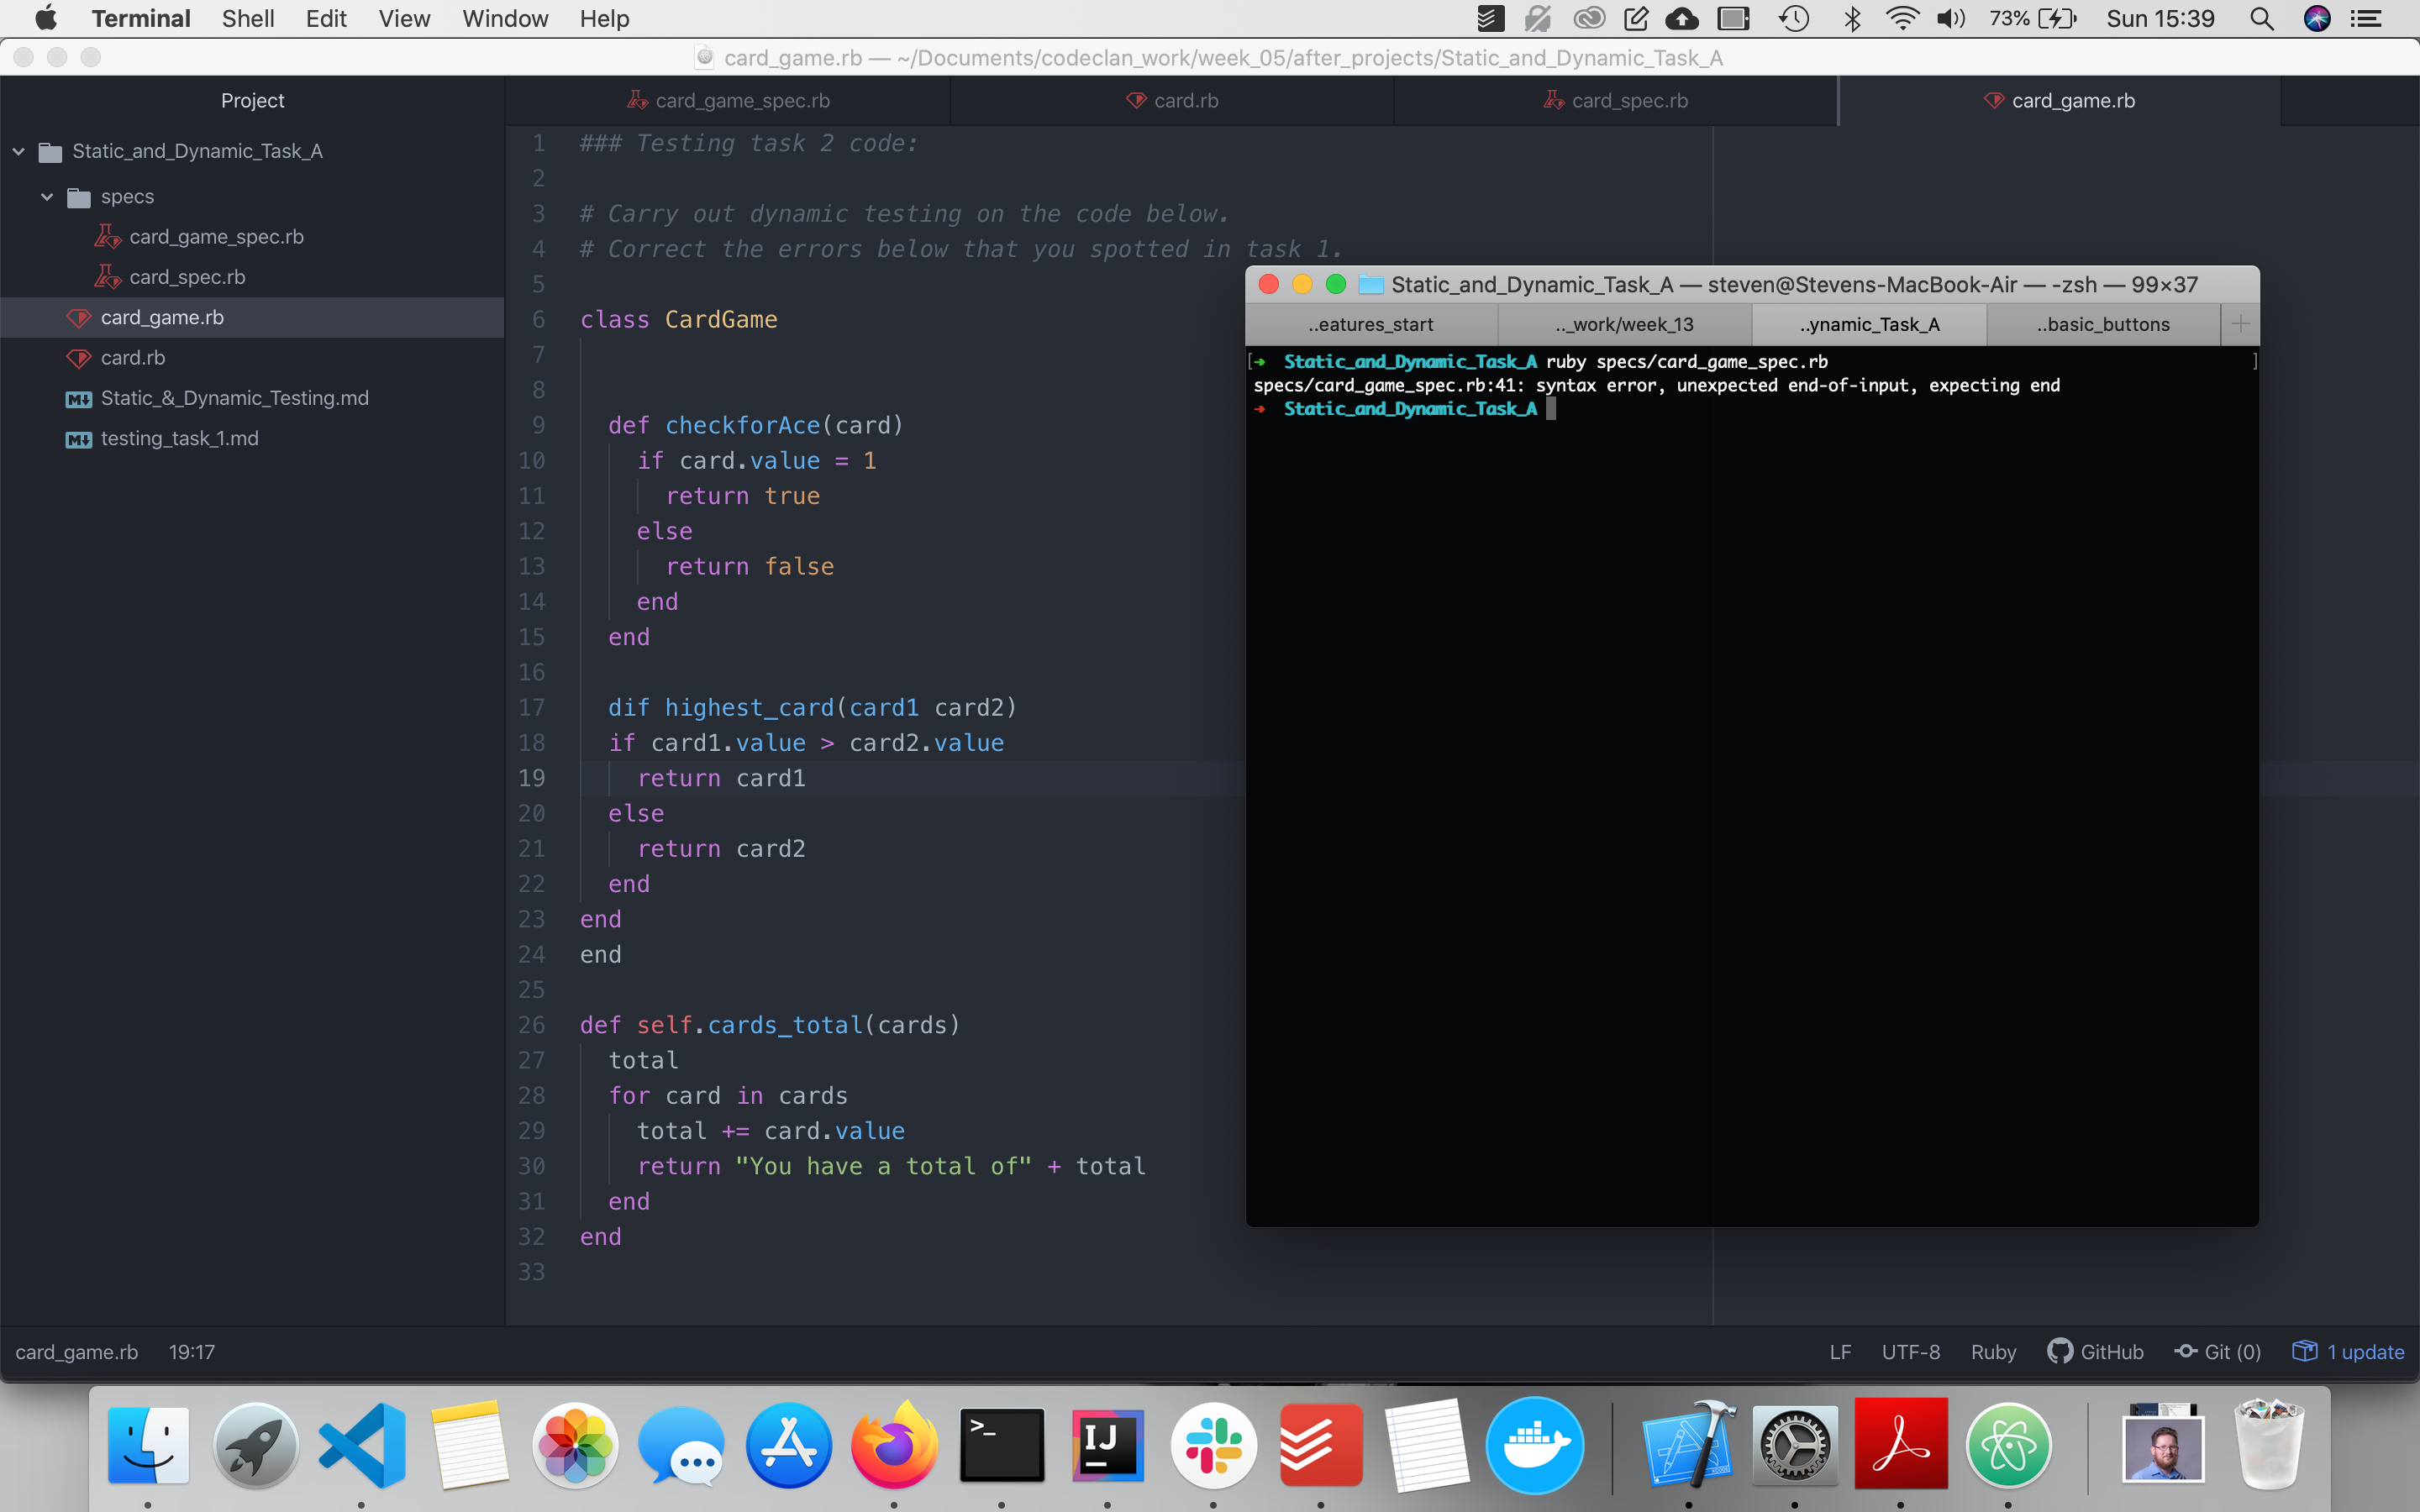 Terminal Shell Edit View Window Help 73% Sun 15:39
card_game.rb — ~/Documents/codeclan_work/week_05/after_projects/Static_and_Dynamic_Task_A
Project
Static_and_Dynamic_Task_A
specs
card_game_spec.rb
card_spec.rb
card_game.rb
card.rb
Static_&_Dynamic_Testing.md
testing_task_1.md
card_game_spec.rb card.rb card_spec.rb card_game.rb
1 ### Testing task 2 code:
2
3 # Carry out dynamic testing on the code below.
4 # Correct the errors below that you spotted in task 1.
5
6 class CardGame
7
8
9 def checkforAce(card)
10 if card.value = 1
11 return true
12 else
13 return false
14 end
15 end
16
17 dif highest_card(card1 card2)
18 if card1.value > card2.value
19 return card1
20 else
21 return card2
22 end
23 end
24 end
25
26 def self.cards_total(cards)
27 total
28 for card in cards
29 total += card.value
30 return "You have a total of" + total
31 end
32 end
33
Static_and_Dynamic_Task_A — steven@Stevens-MacBook-Air — -zsh — 99×37
..eatures_start .._work/week_13 ..ynamic_Task_A ..basic_buttons
[➜ Static_and_Dynamic_Task_A ruby specs/card_game_spec.rb ]
specs/card_game_spec.rb:41: syntax error, unexpected end-of-input, expecting end
➜ Static_and_Dynamic_Task_A
card_game.rb 19:17 LF UTF-8 Ruby GitHub Git (0) 1 update
>_
IJ